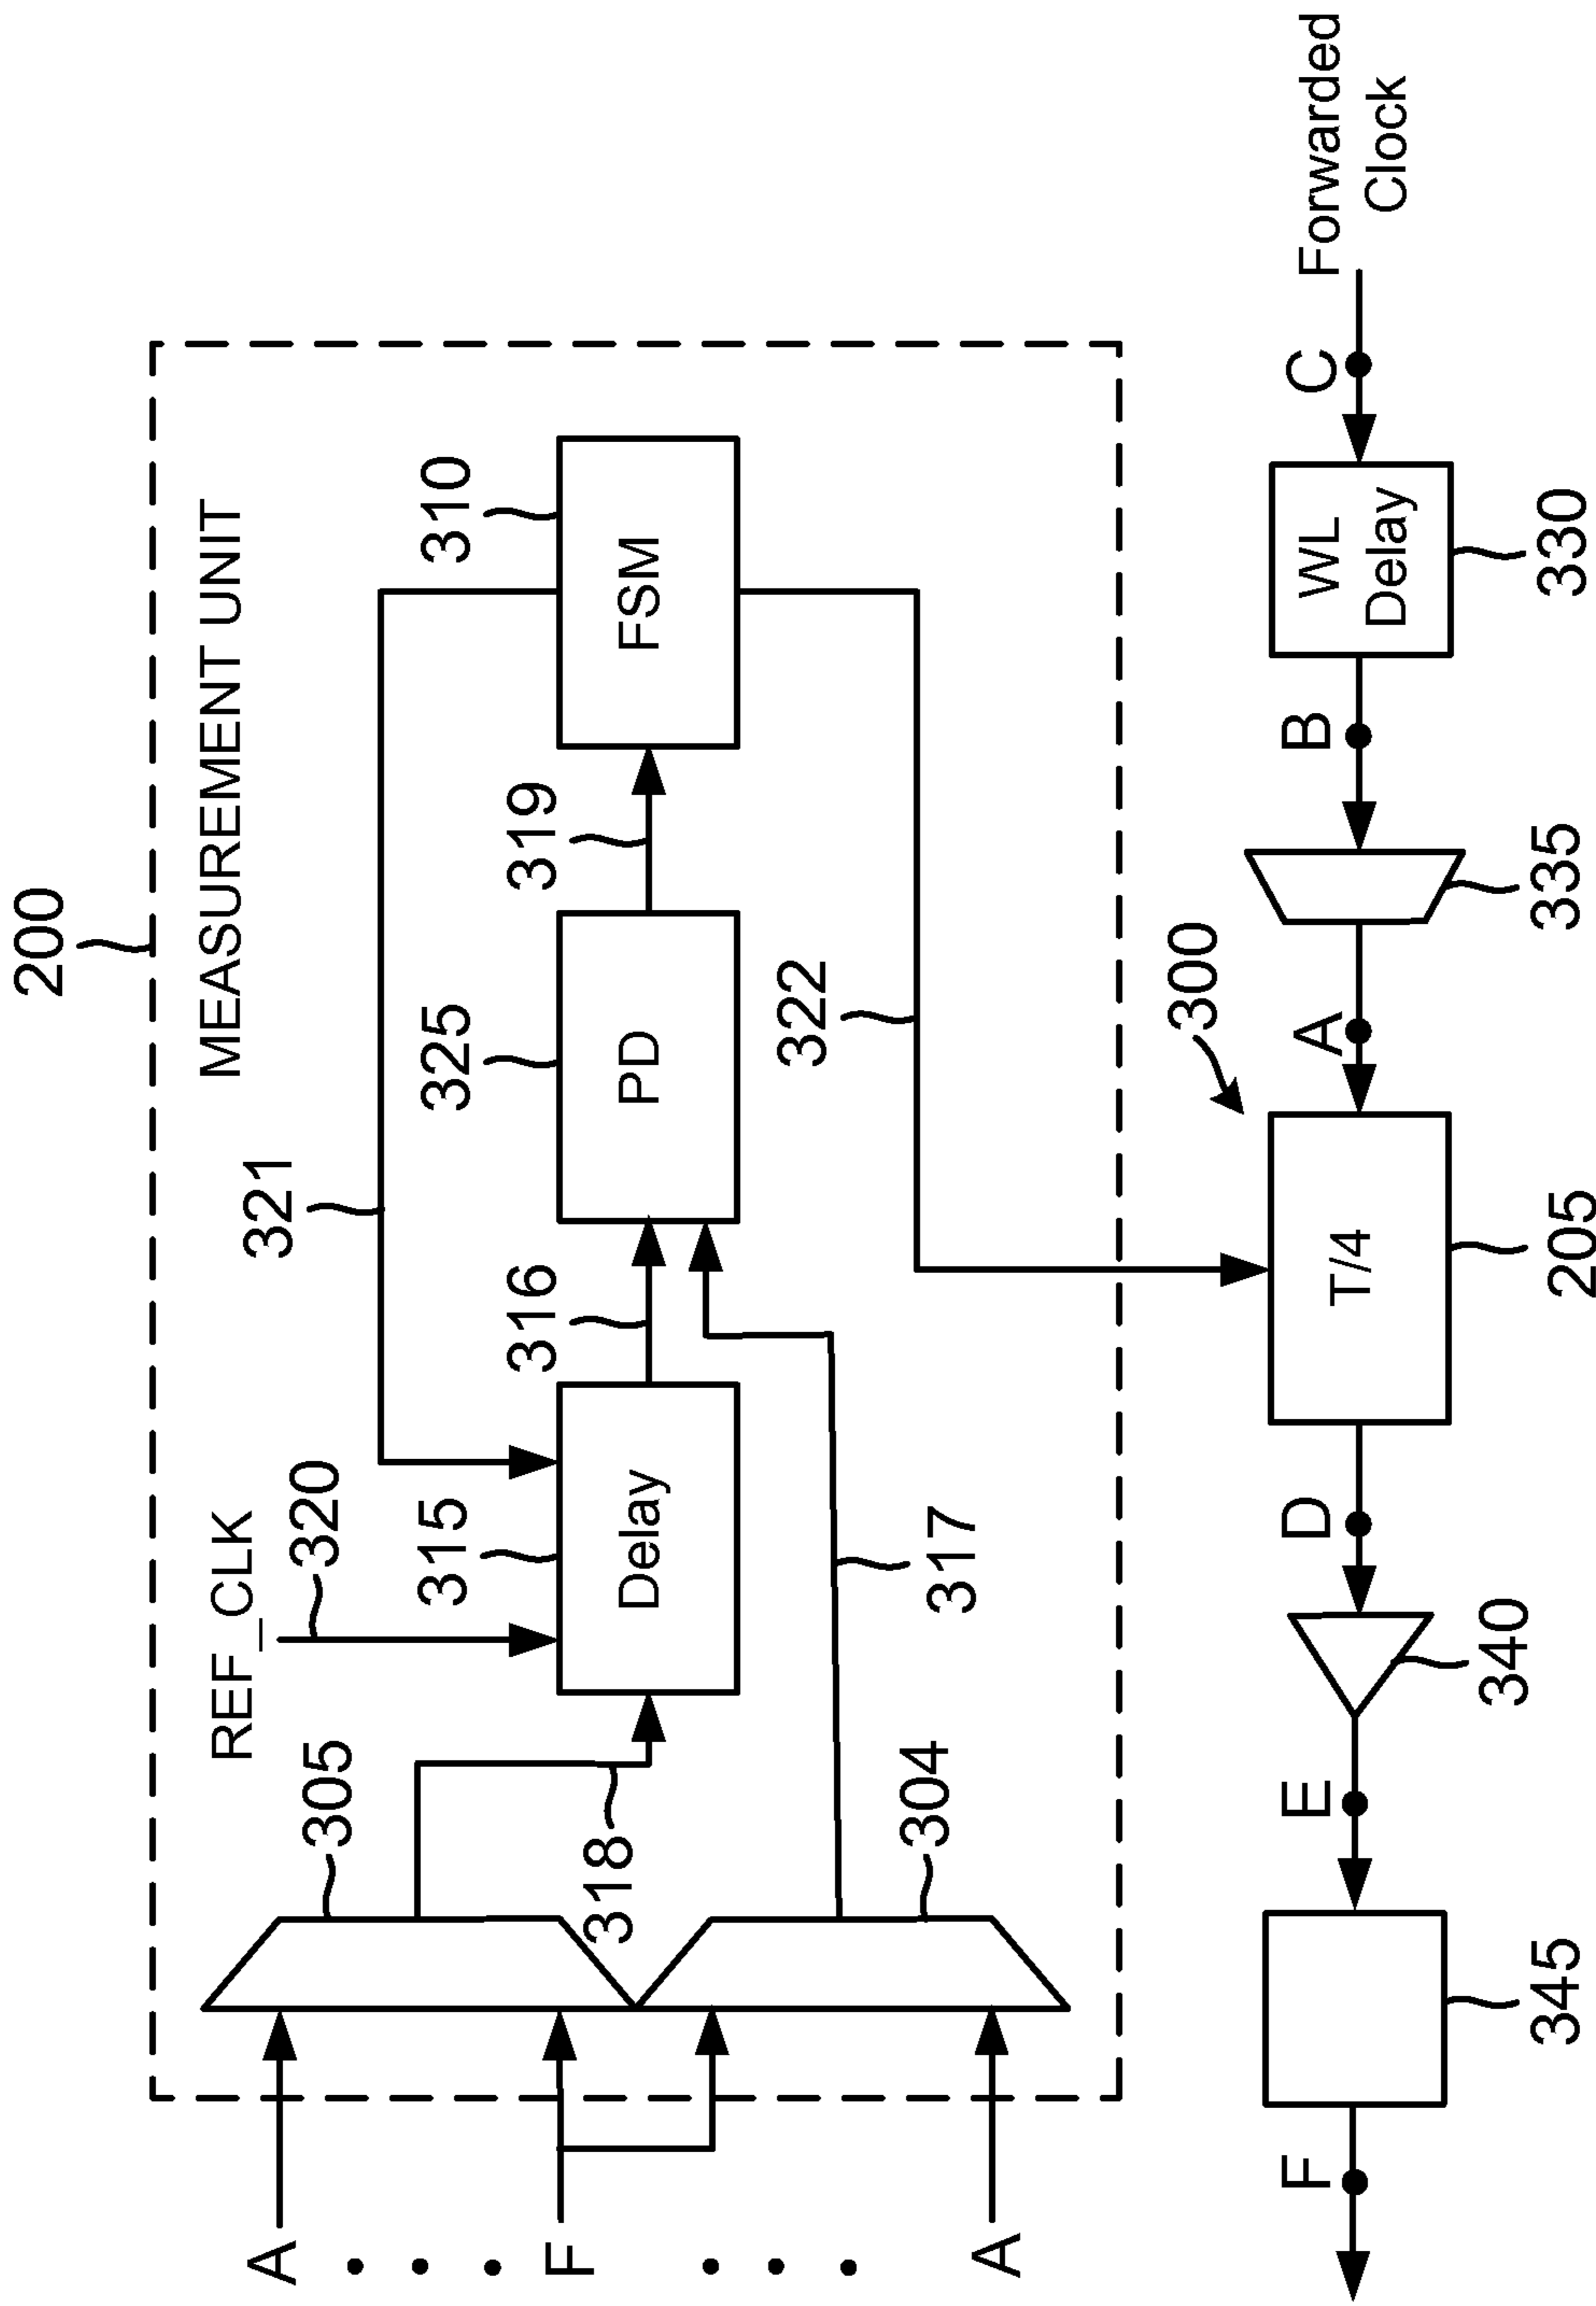 200
MEASUREMENT UNIT
REF_CLK
320
321
305
315
325
310
A
F
A
318
Delay
316
PD
319
FSM
304
317
322
300
F
E
D
A
B
C
Forwarded
Clock
T/4
WL
Delay
345
340
205
335
330